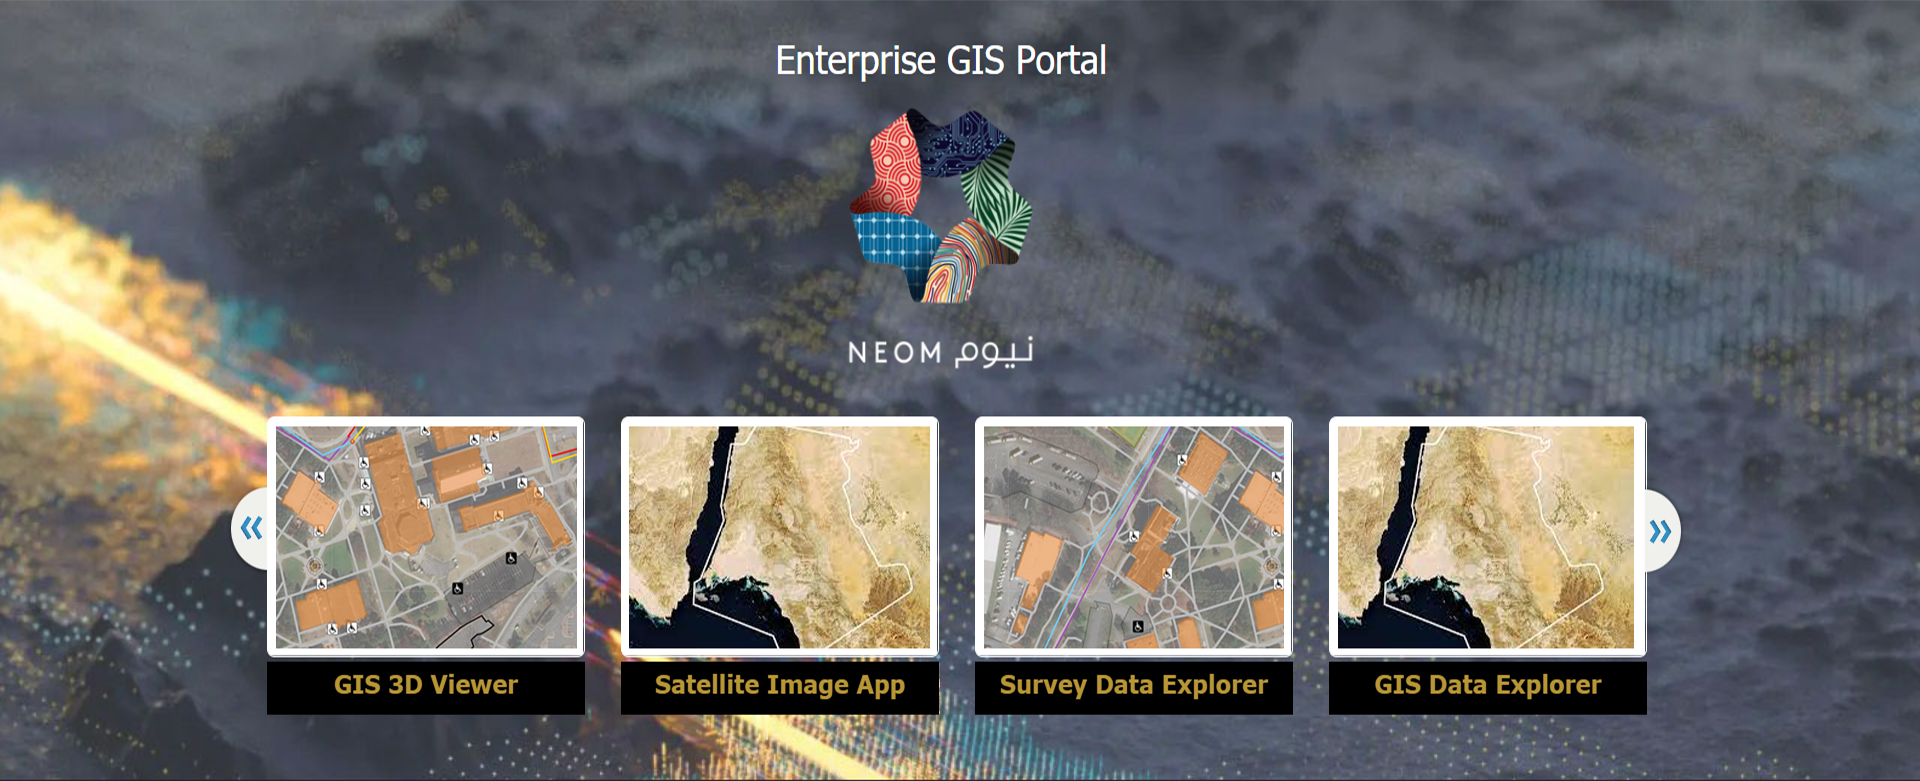 Enterprise GIS Portal
NEOM نيوم
GIS 3D Viewer
Satellite Image App
Survey Data Explorer
GIS Data Explorer